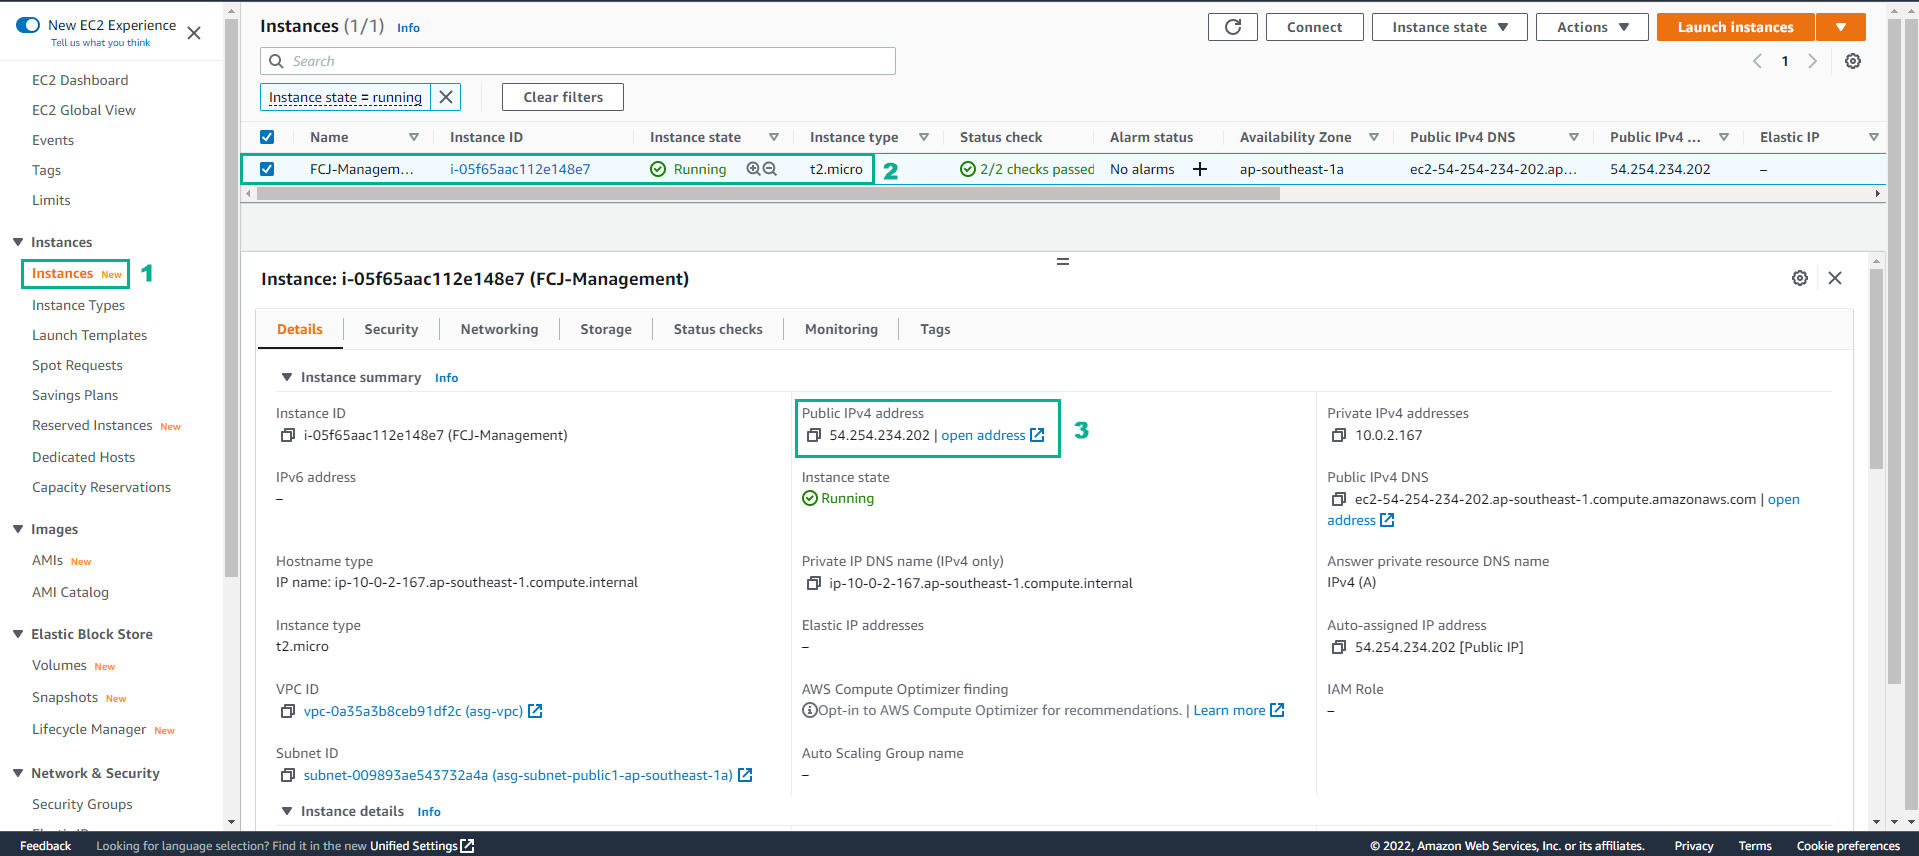 New EC2 Experience
Tell us what you think
EC2 Dashboard
EC2 Global View
Events
Tags
Limits
Instances
Instances New
1
Instance Types
Launch Templates
Spot Requests
Savings Plans
Reserved Instances New
Dedicated Hosts
Capacity Reservations
Images
AMIs New
AMI Catalog
Elastic Block Store
Volumes New
Snapshots New
Lifecycle Manager New
Network & Security
Security Groups
Instances (1/1) Info
Connect
Instance state
Actions
Launch instances
Search
1
Instance state = running
Clear filters
Name Instance ID Instance state Instance type Status check Alarm status Availability Zone Public IPv4 DNS Public IPv4 ... Elastic IP
FCJ-Managem... i-05f65aac112e148e7 Running t2.micro 2 2/2 checks passed No alarms + ap-southeast-1a ec2-54-254-234-202.ap... 54.254.234.202 –
Instance: i-05f65aac112e148e7 (FCJ-Management)
Details Security Networking Storage Status checks Monitoring Tags
Instance summary Info
Instance ID
i-05f65aac112e148e7 (FCJ-Management)
Public IPv4 address
54.254.234.202 | open address
3
Private IPv4 addresses
10.0.2.167
IPv6 address
–
Instance state
Running
Public IPv4 DNS
ec2-54-254-234-202.ap-southeast-1.compute.amazonaws.com | open
address
Hostname type
IP name: ip-10-0-2-167.ap-southeast-1.compute.internal
Private IP DNS name (IPv4 only)
ip-10-0-2-167.ap-southeast-1.compute.internal
Answer private resource DNS name
IPv4 (A)
Instance type
t2.micro
Elastic IP addresses
–
Auto-assigned IP address
54.254.234.202 [Public IP]
VPC ID
vpc-0a35a3b8ceb91df2c (asg-vpc)
AWS Compute Optimizer finding
Opt-in to AWS Compute Optimizer for recommendations. | Learn more
IAM Role
–
Subnet ID
subnet-009893ae543732a4a (asg-subnet-public1-ap-southeast-1a)
Auto Scaling Group name
–
Instance details Info
Feedback Looking for language selection? Find it in the new Unified Settings
© 2022, Amazon Web Services, Inc. or its affiliates. Privacy Terms Cookie preferences